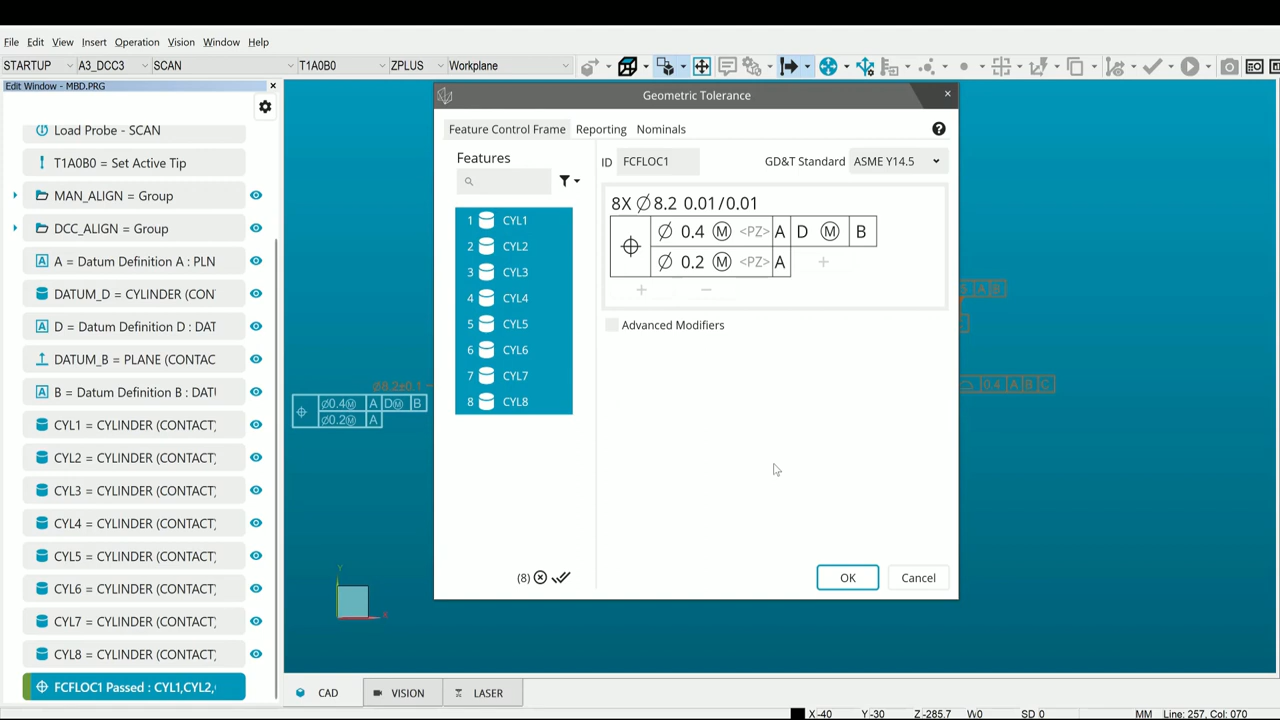 File Edit View Insert Operation Vision Window Help
STARTUP A3_DCC3 SCAN T1A0B0 ZPLUS Workplane
Edit Window - MBD.PRG
Load Probe - SCAN
T1A0B0 = Set Active Tip
MAN_ALIGN = Group
DCC_ALIGN = Group
A = Datum Definition A : PLN
DATUM_D = CYLINDER (CON
D = Datum Definition D : DAT
DATUM_B = PLANE (CONTAC
B = Datum Definition B : DAT
CYL1 = CYLINDER (CONTACT)
CYL2 = CYLINDER (CONTACT)
CYL3 = CYLINDER (CONTACT)
CYL4 = CYLINDER (CONTACT)
CYL5 = CYLINDER (CONTACT)
CYL6 = CYLINDER (CONTACT)
CYL7 = CYLINDER (CONTACT)
CYL8 = CYLINDER (CONTACT)
FCFLOC1 Passed : CYL1,CYL2,
Geometric Tolerance
Feature Control Frame Reporting Nominals
Features
ID FCFLOC1 GD&T Standard ASME Y14.5
1 CYL1
2 CYL2
3 CYL3
4 CYL4
5 CYL5
6 CYL6
7 CYL7
8 CYL8
(8)
8X Ø 8.2 0.01/0.01
⌖ Ø 0.4 Ⓜ <PZ> A D Ⓜ B
Ø 0.2 Ⓜ <PZ> A
Advanced Modifiers
OK Cancel
Ø8.2±0.1
⌖ Ø0.4Ⓜ A DⓂ B
Ø0.2Ⓜ A
A B
0.4 A B C
Y
X
CAD VISION LASER
X-40 Y-30 Z-285.7 W0 SD 0 MM Line: 257, Col: 070